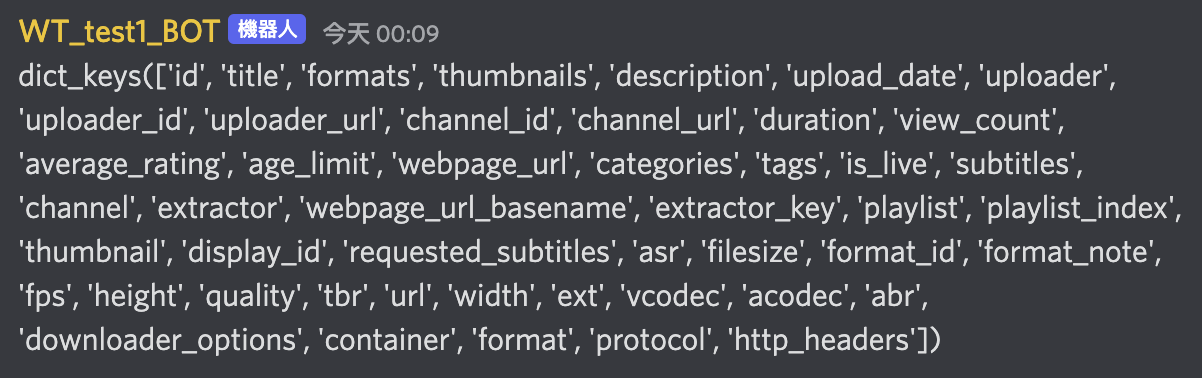 WT_test1_BOT 機器人 今天 00:09
dict_keys(['id', 'title', 'formats', 'thumbnails', 'description', 'upload_date', 'uploader',
'uploader_id', 'uploader_url', 'channel_id', 'channel_url', 'duration', 'view_count',
'average_rating', 'age_limit', 'webpage_url', 'categories', 'tags', 'is_live', 'subtitles',
'channel', 'extractor', 'webpage_url_basename', 'extractor_key', 'playlist', 'playlist_index',
'thumbnail', 'display_id', 'requested_subtitles', 'asr', 'filesize', 'format_id', 'format_note',
'fps', 'height', 'quality', 'tbr', 'url', 'width', 'ext', 'vcodec', 'acodec', 'abr',
'downloader_options', 'container', 'format', 'protocol', 'http_headers'])